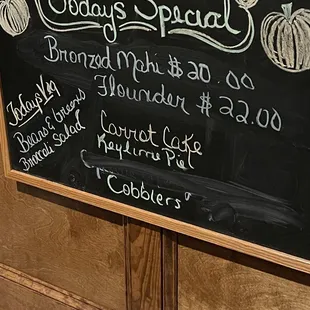 Todays Special
Bronzed Mahi $20.00
Flounder $22.00
Today's Veg
Beans & Greens
Broccoli Salad
Carrot Cake
Keylime Pie
"Cobblers"